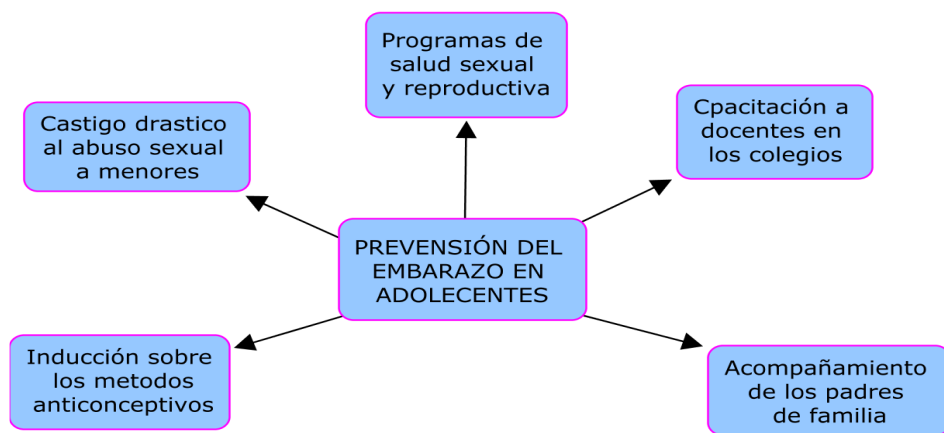 Programas de
salud sexual
y reproductiva
Castigo drastico
al abuso sexual
a menores
Cpacitación a
docentes en
los colegios
PREVENSIÓN DEL
EMBARAZO EN
ADOLECENTES
Inducción sobre
los metodos
anticonceptivos
Acompañamiento
de los padres
de familia